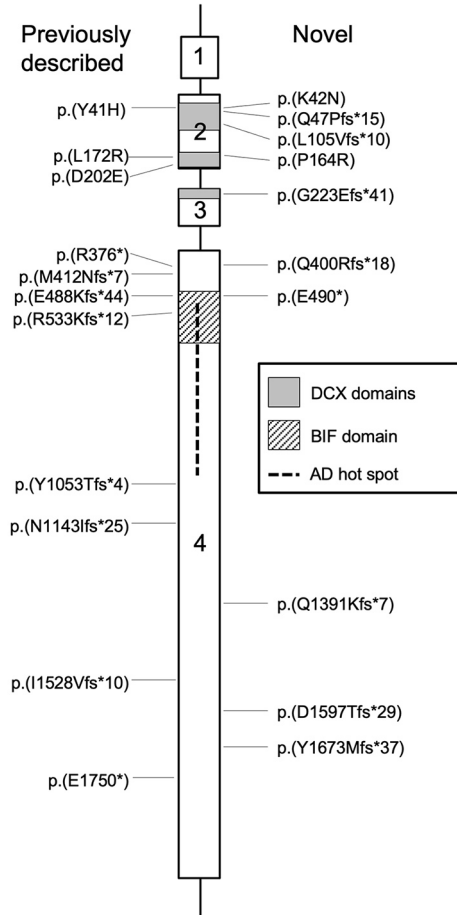 Previously
described
Novel
1
p.(Y41H)
p.(K42N)
p.(Q47Pfs*15)
2
p.(L105Vfs*10)
p.(L172R)
p.(P164R)
p.(D202E)
p.(G223Efs*41)
3
p.(R376*)
p.(Q400Rfs*18)
p.(M412Nfs*7)
p.(E488Kfs*44)
p.(E490*)
p.(R533Kfs*12)
DCX domains
BIF domain
AD hot spot
p.(Y1053Tfs*4)
p.(N1143Ifs*25)
4
p.(Q1391Kfs*7)
p.(I1528Vfs*10)
p.(D1597Tfs*29)
p.(Y1673Mfs*37)
p.(E1750*)